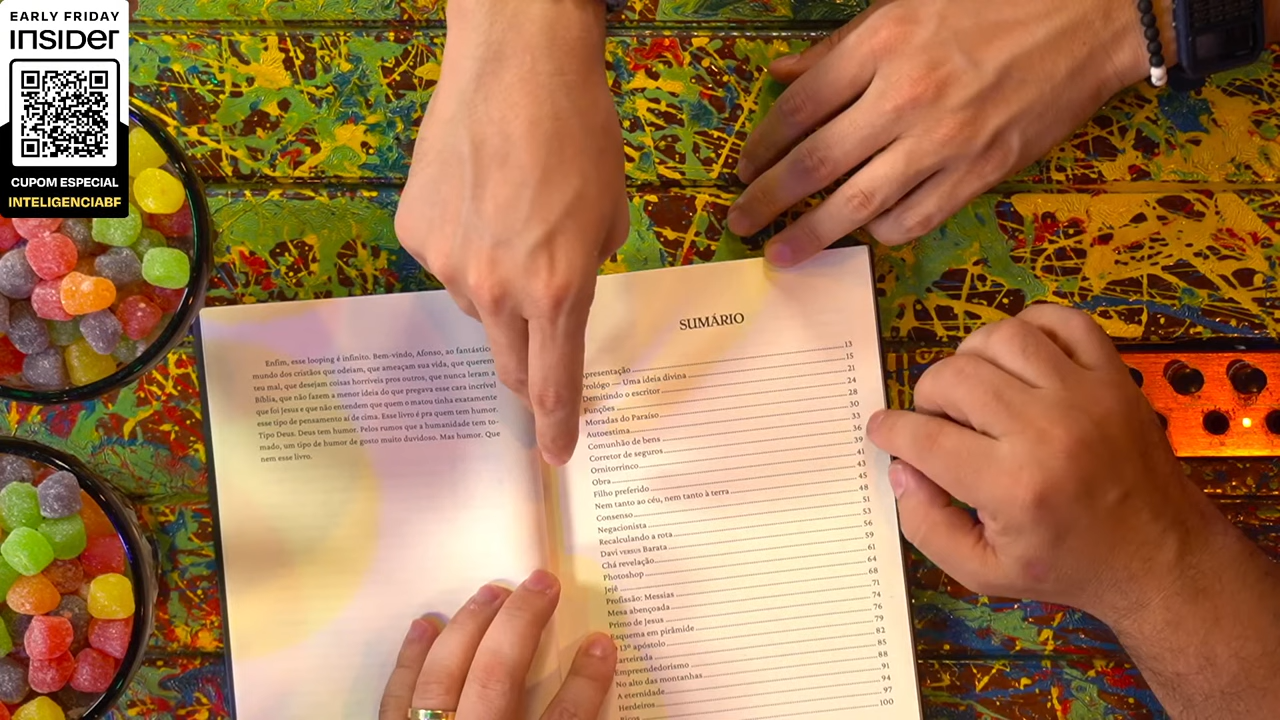 EARLY FRIDAY
INSIDER
CUPOM ESPECIAL
INTELIGENCIABF
Enfim, esse looping é infinito. Bem-vindo, Afonso, ao fantástico
mundo dos cristãos que odeiam, que ameaçam sua vida, que querem
teu mal, que desejam coisas horríveis pros outros, que nunca leram a
Bíblia, que não fazem a menor ideia do que pregava esse cara incrível
que foi Jesus e que não entendem que quem o matou tinha exatamente
esse tipo de pensamento aí de cima. Esse livro é pra quem tem humor.
Tipo Deus. Deus tem humor. Pelos rumos que a humanidade tem to-
mado, um tipo de humor de gosto muito duvidoso. Mas humor. Que
nem esse livro.
SUMÁRIO
Apresentação 13
Prólogo — Uma ideia divina 15
Demitindo o escritor 21
Funções 24
Moradas do Paraíso 28
Autoestima 30
Comunhão de bens 33
Corretor de seguros 36
Ornitorrinco 39
Obra 41
Filho preferido 43
Nem tanto ao céu, nem tanto à terra 45
Consenso 48
Negacionista 51
Recalculando a rota 53
Davi versus Barata 56
Chá revelação 59
Photoshop 61
Jejê 64
Profissão: Messias 68
Mesa abençoada 71
Primo de Jesus 74
Esquema em pirâmide 76
13º apóstolo 79
Carteirada 82
Empreendedorismo 85
No alto das montanhas 88
A eternidade 91
Herdeiros 94
97
100